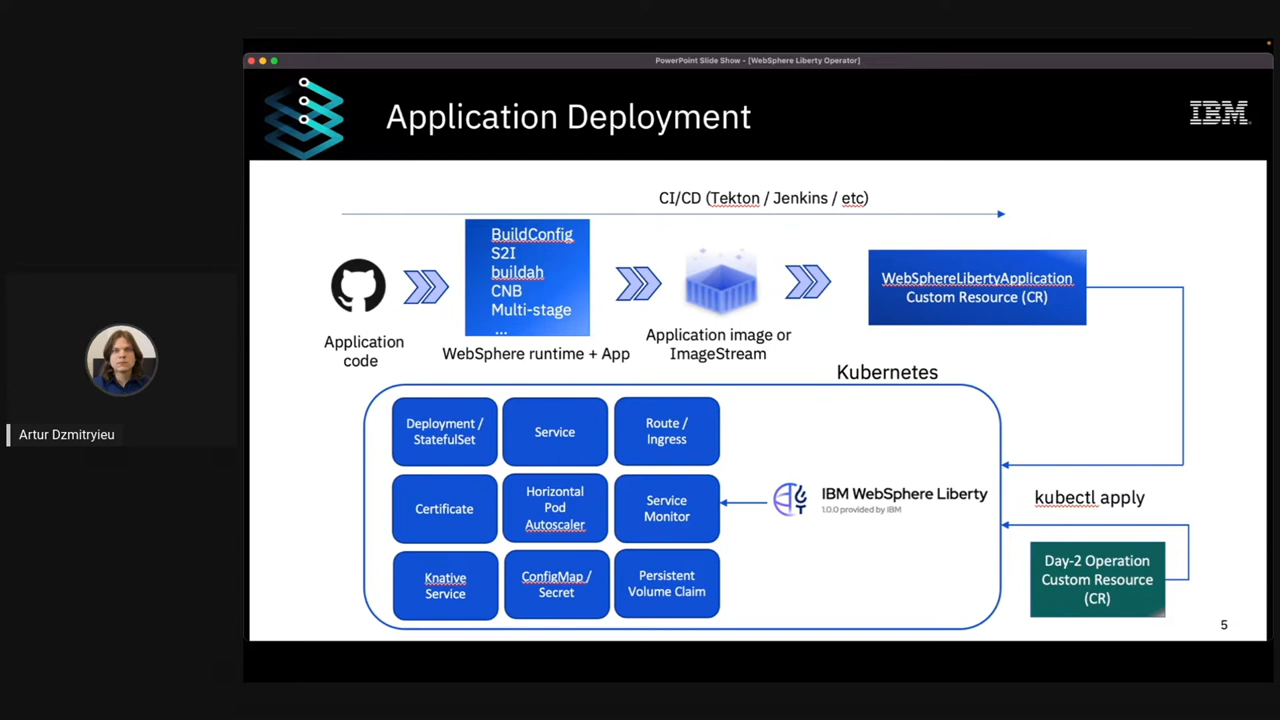 PowerPoint Slide Show - [WebSphere Liberty Operator]
Application Deployment
IBM
CI/CD (Tekton / Jenkins / etc)
BuildConfig
S2I
buildah
CNB
Multi-stage
...
WebSphereLibertyApplication
Custom Resource (CR)
Application
code
WebSphere runtime + App
Application image or
ImageStream
Kubernetes
Deployment /
StatefulSet
Service
Route /
Ingress
Certificate
Horizontal
Pod
Autoscaler
Service
Monitor
IBM WebSphere Liberty
1.0.0 provided by IBM
kubectl apply
Knative
Service
ConfigMap /
Secret
Persistent
Volume Claim
Day-2 Operation
Custom Resource
(CR)
5
Artur Dzmitryieu